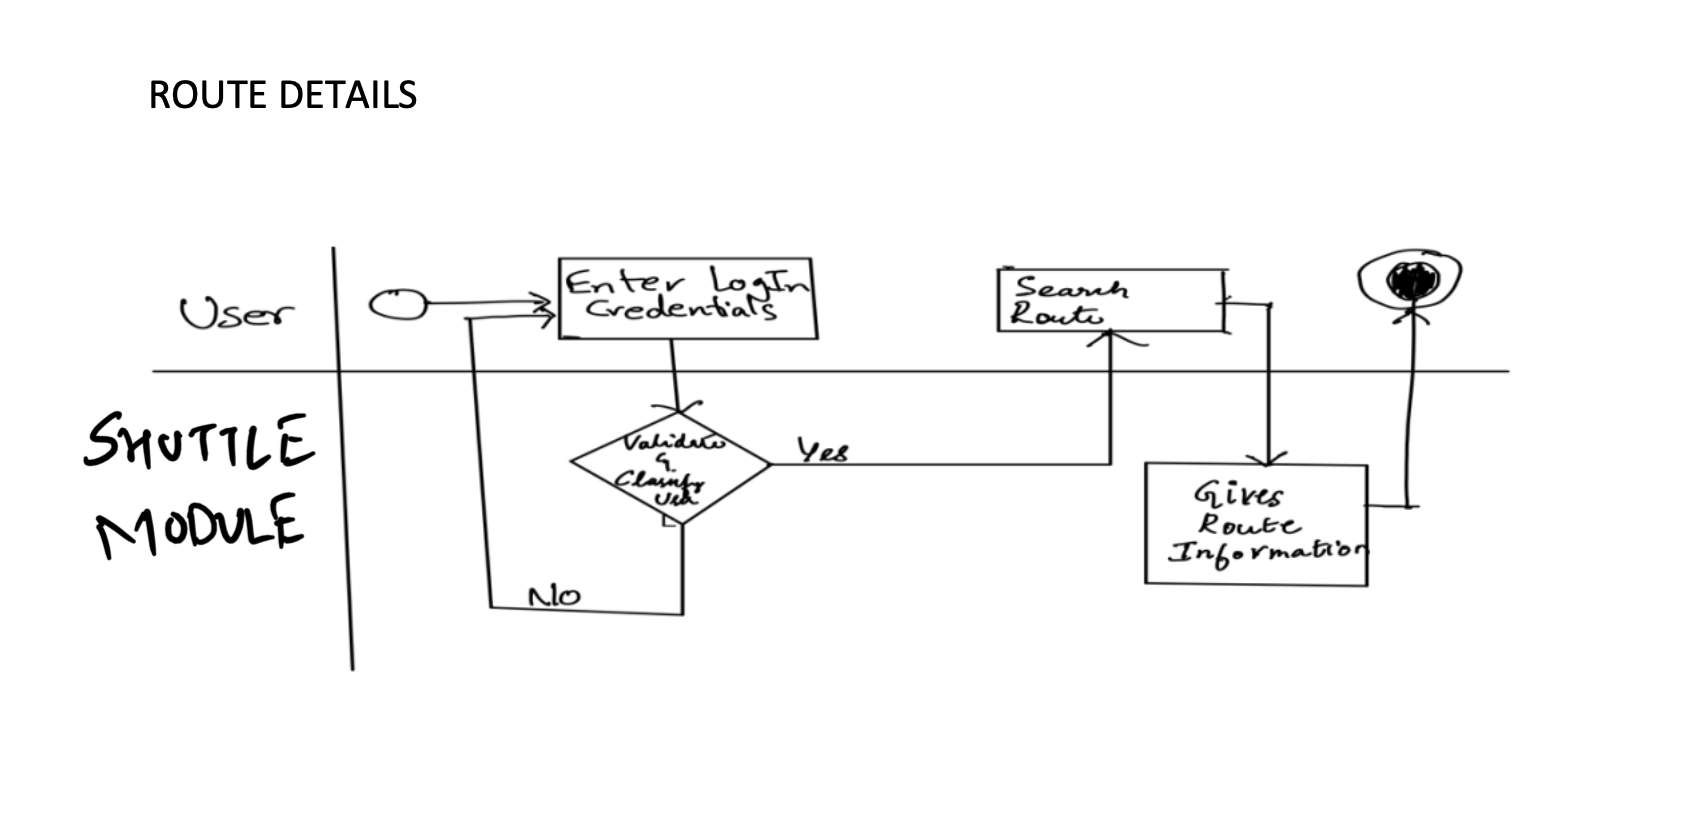 ROUTE DETAILS
User
Enter LogIn
Credentials
Search
Route
SHUTTLE
MODULE
Validate
&
Classify
User
Yes
No
Gives
Route
Information